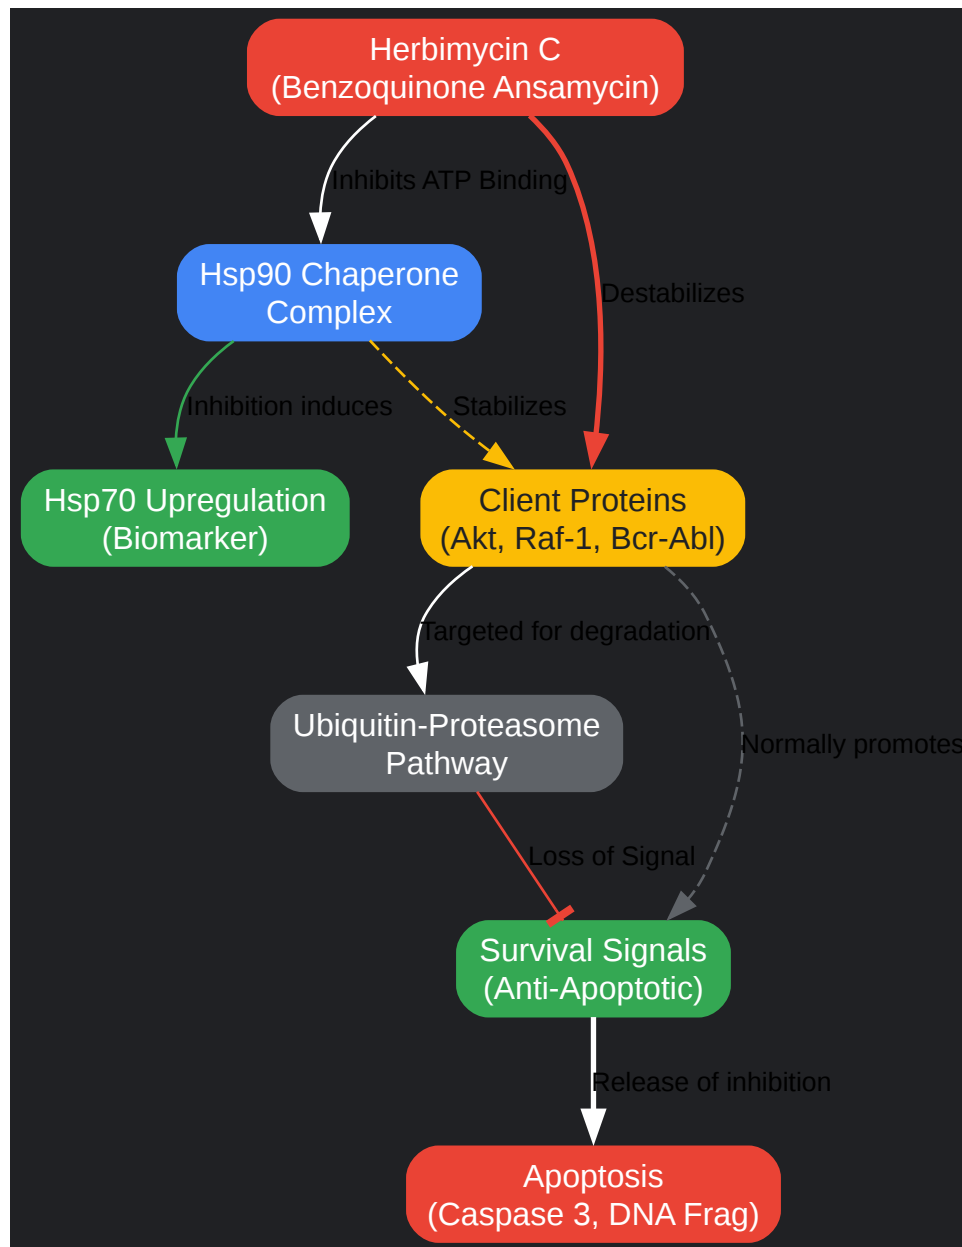 Herbimycin C
(Benzoquinone Ansamycin)
Inhibits ATP Binding
Hsp90 Chaperone
Complex
Destabilizes
Inhibition induces
Stabilizes
Hsp70 Upregulation
(Biomarker)
Client Proteins
(Akt, Raf-1, Bcr-Abl)
Targeted for degradation
Ubiquitin-Proteasome
Pathway
Normally promotes
Loss of Signal
Survival Signals
(Anti-Apoptotic)
Release of inhibition
Apoptosis
(Caspase 3, DNA Frag)